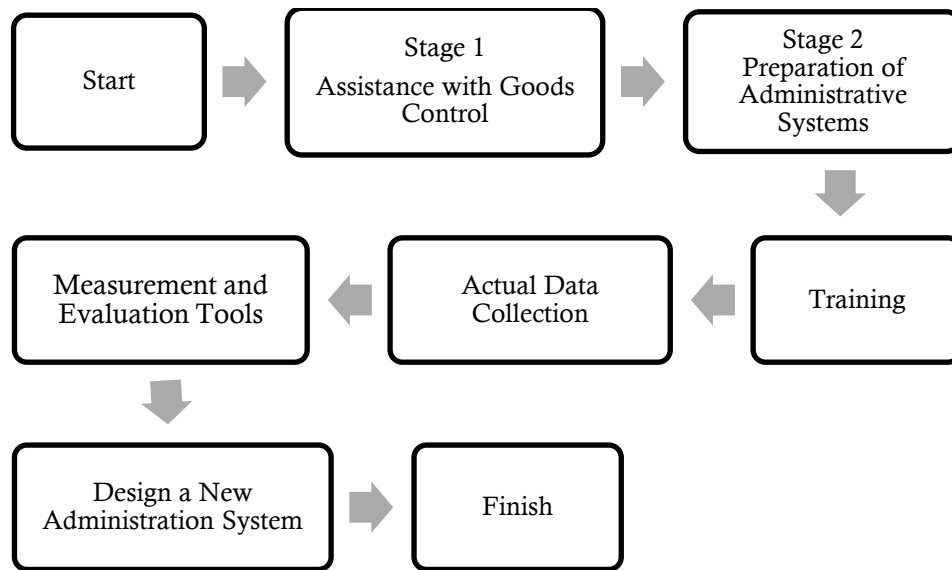 Start
Stage 1
Assistance with Goods
Control
Stage 2
Preparation of
Administrative
Systems
Training
Actual Data
Collection
Measurement and
Evaluation Tools
Design a New
Administration System
Finish